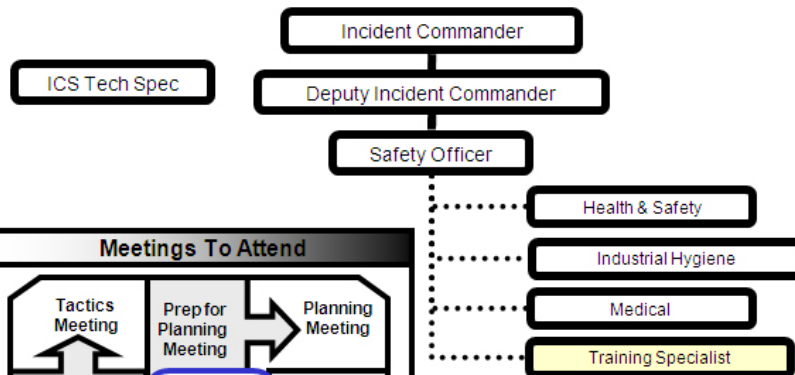 Incident Commander
ICS Tech Spec
Deputy Incident Commander
Safety Officer
Health & Safety
Industrial Hygiene
Medical
Training Specialist
Meetings To Attend
Tactics
Meeting
Prep for
Planning
Meeting
Planning
Meeting